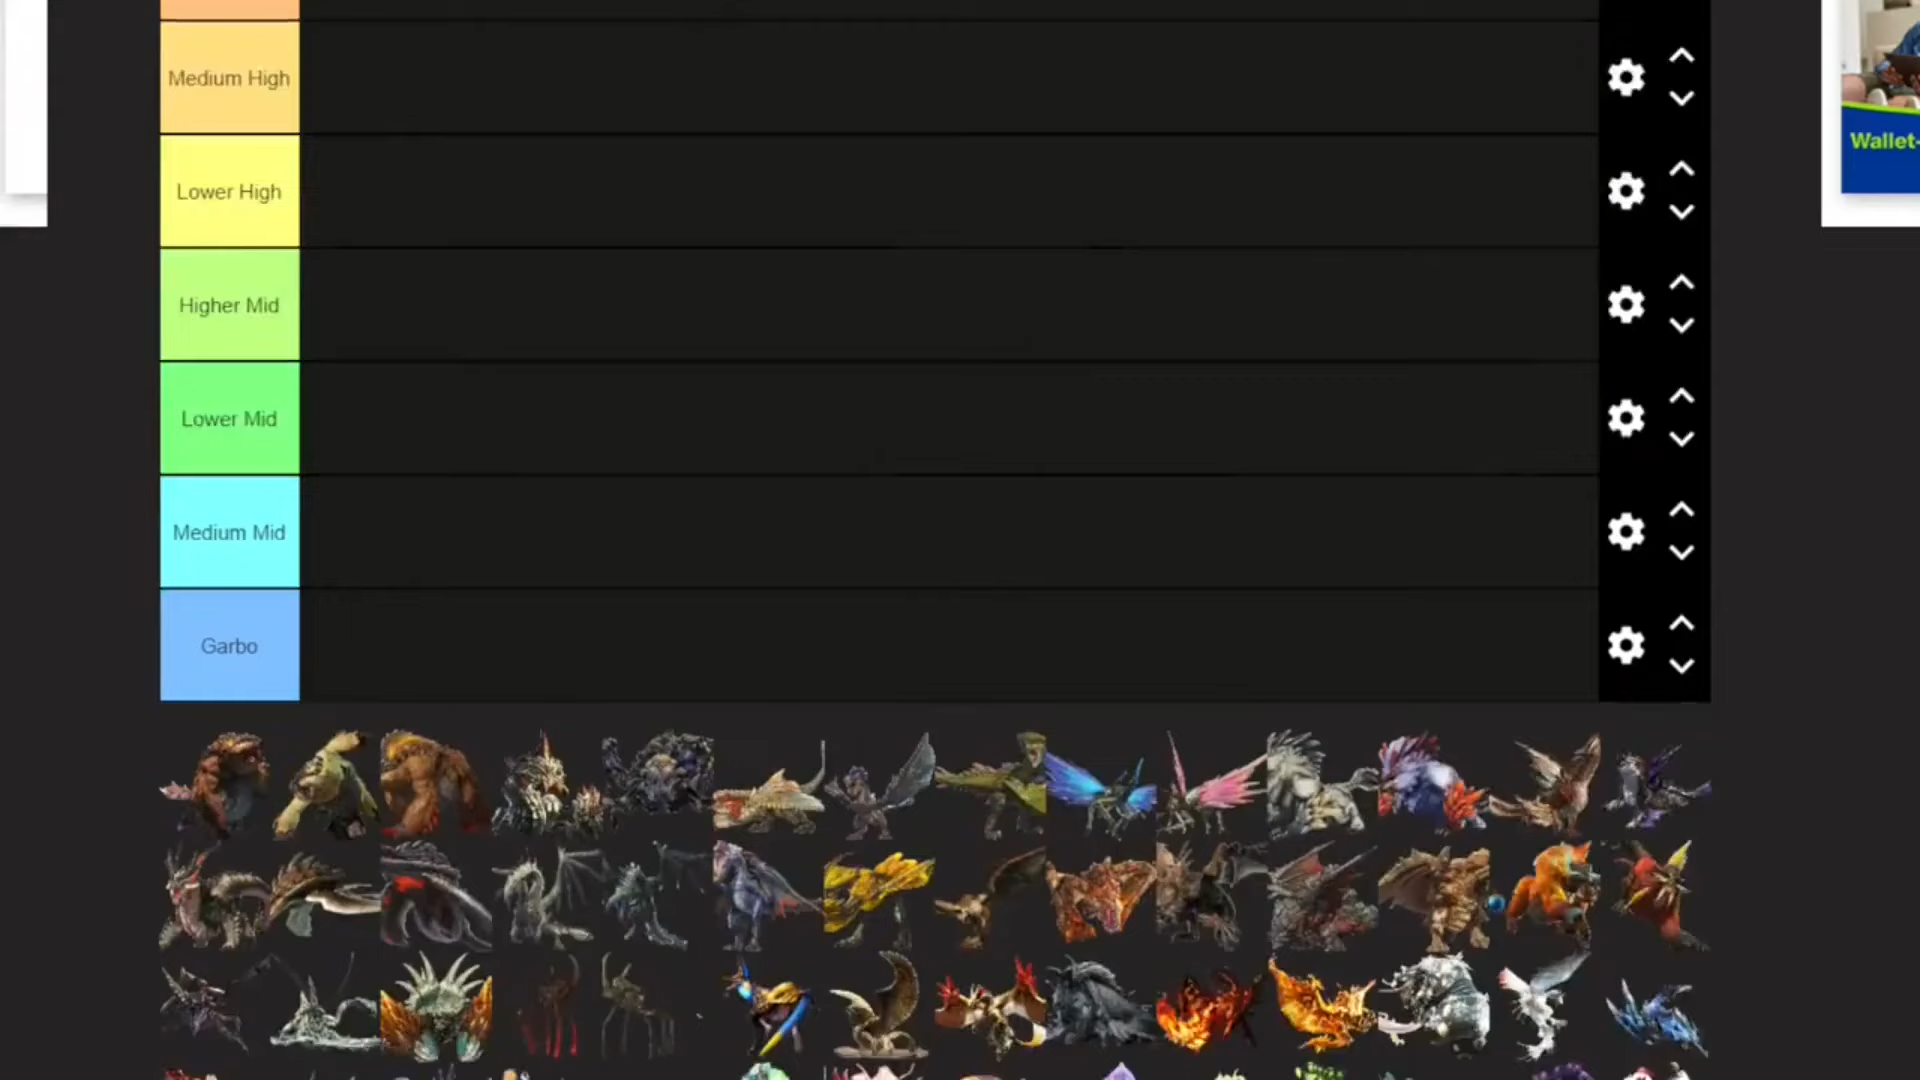 Medium High
Wallet-
Lower High
Higher Mid
Lower Mid
Medium Mid
Garbo